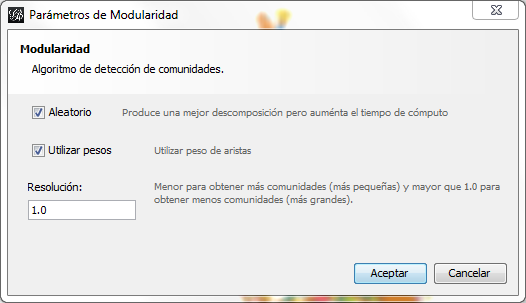 Parámetros de Modularidad
Modularidad
Algoritmo de detección de comunidades.
Aleatorio Produce una mejor descomposición pero auménta el tiempo de cómputo
Utilizar pesos Utilizar peso de aristas
Resolución: Menor para obtener más comunidades (más pequeñas) y mayor que 1.0 para
1.0 obtener menos comunidades (más grandes).
Aceptar Cancelar